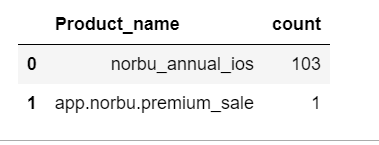 Product_name count
0 norbu_annual_ios 103
1 app.norbu.premium_sale 1